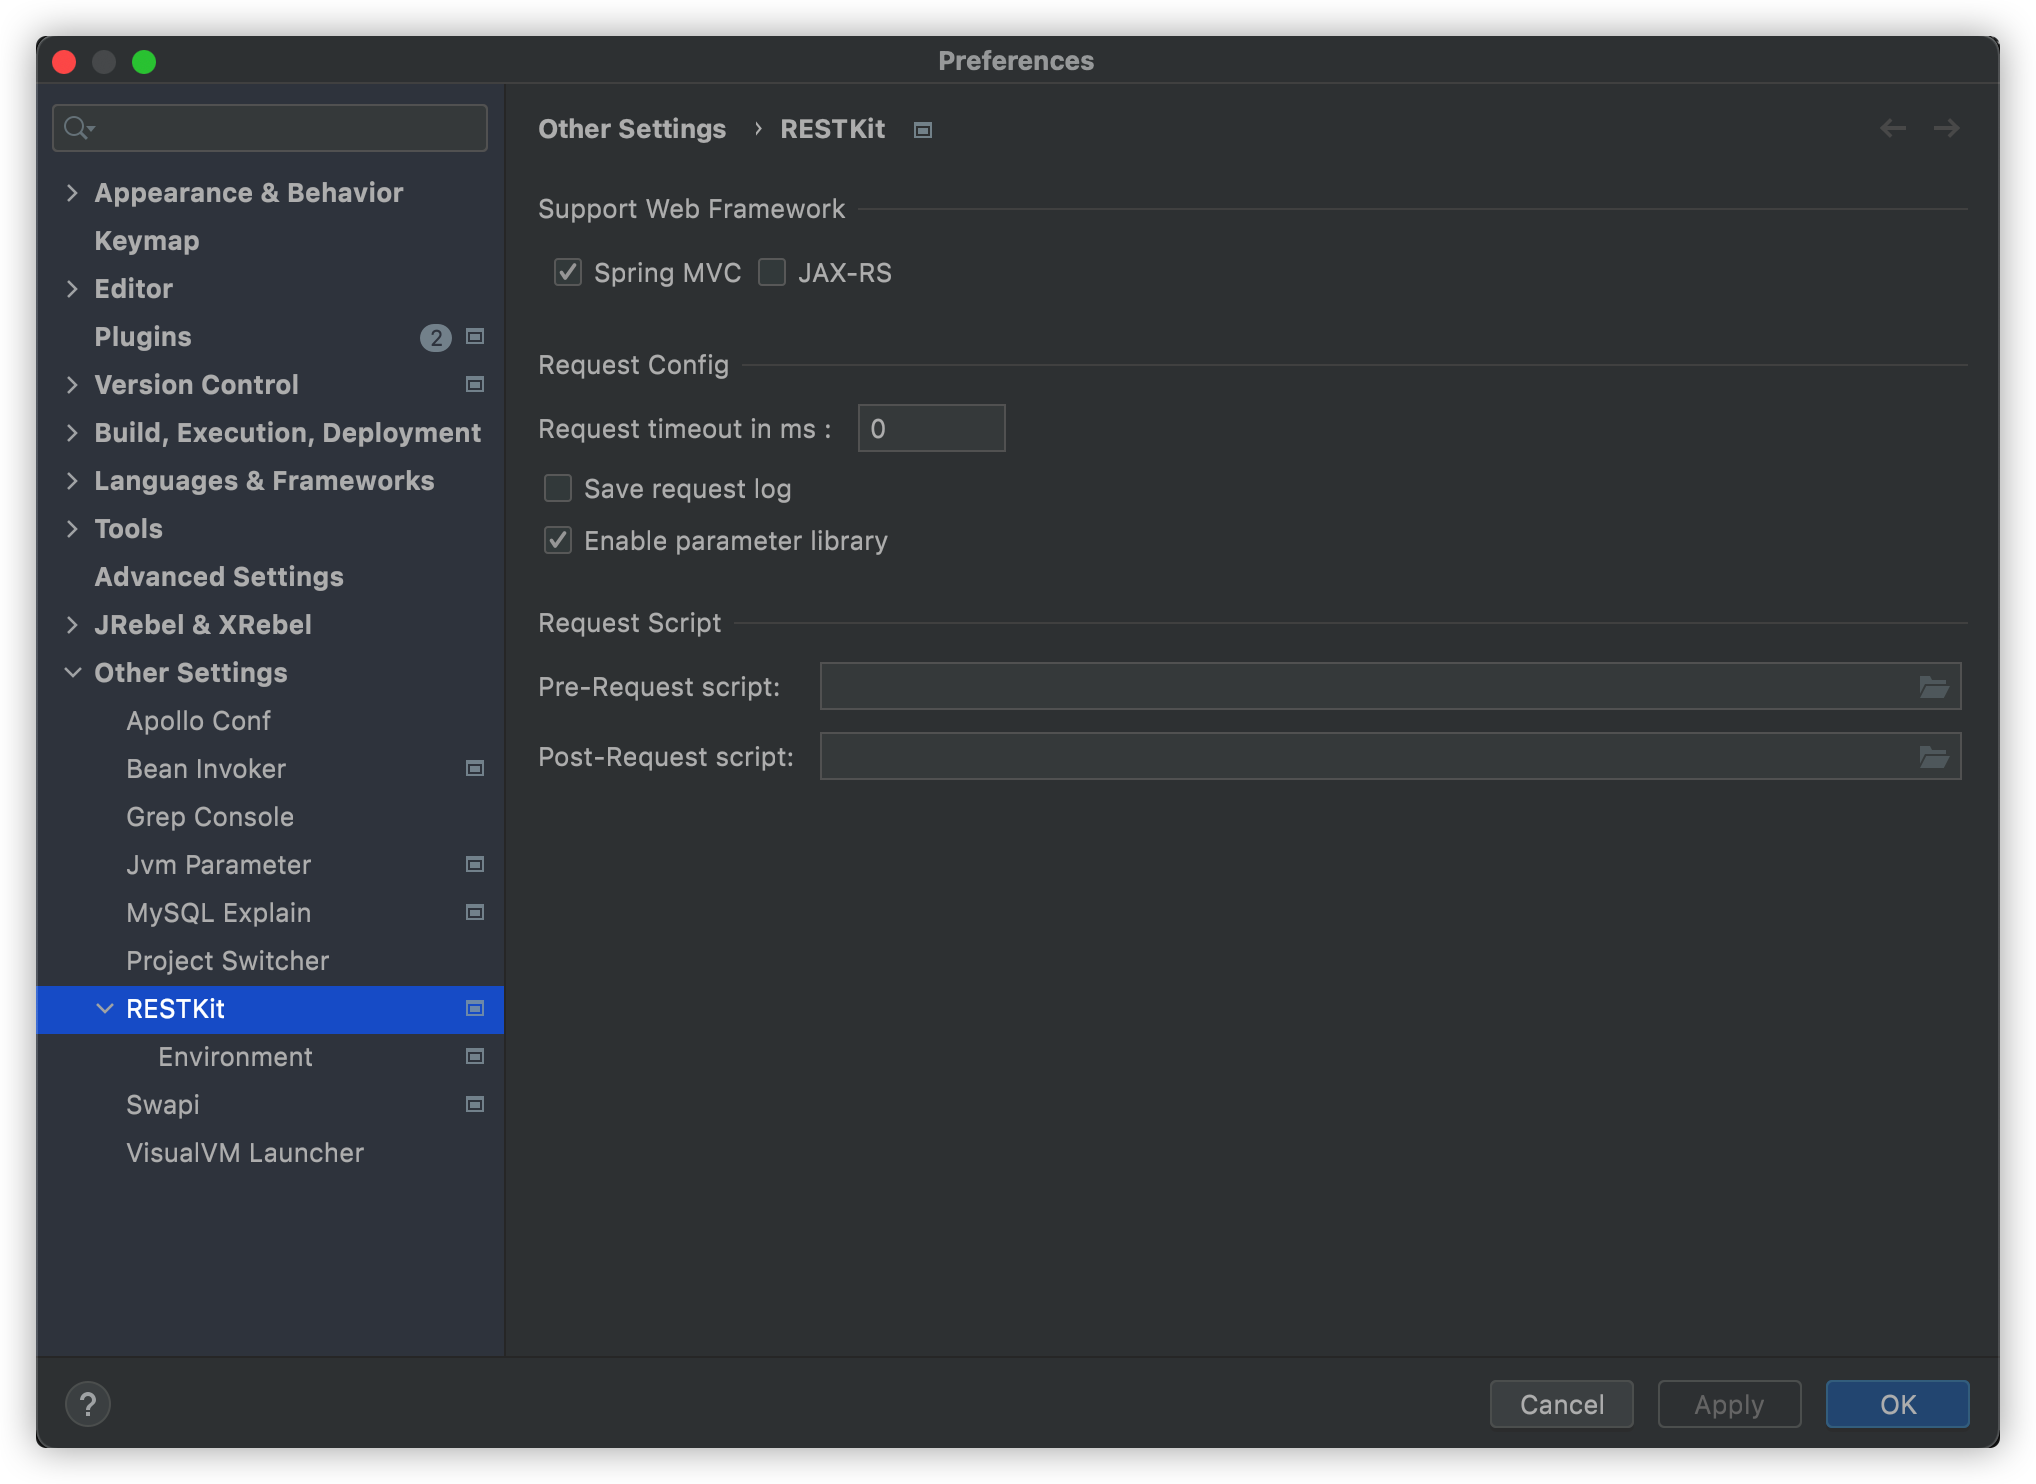 Preferences
Appearance & Behavior
Keymap
Editor
Plugins 2
Version Control
Build, Execution, Deployment
Languages & Frameworks
Tools
Advanced Settings
JRebel & XRebel
Other Settings
Apollo Conf
Bean Invoker
Grep Console
Jvm Parameter
MySQL Explain
Project Switcher
RESTKit
Environment
Swapi
VisualVM Launcher
Other Settings › RESTKit
Support Web Framework
Spring MVC JAX-RS
Request Config
Request timeout in ms : 0
Save request log
Enable parameter library
Request Script
Pre-Request script:
Post-Request script:
?
Cancel Apply OK